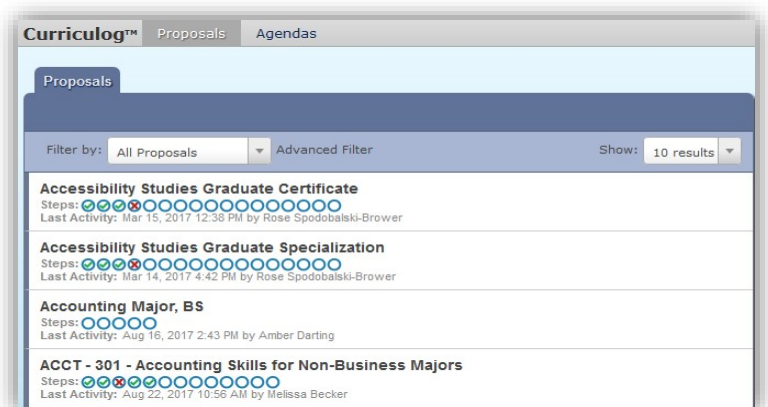 Curriculog™ Proposals Agendas
Proposals
Filter by: All Proposals Advanced Filter Show: 10 results
Accessibility Studies Graduate Certificate
Steps:
Last Activity: Mar 15, 2017 12:38 PM by Rose Spodobalski-Brower
Accessibility Studies Graduate Specialization
Steps:
Last Activity: Mar 14, 2017 4:42 PM by Rose Spodobalski-Brower
Accounting Major, BS
Steps:
Last Activity: Aug 16, 2017 2:43 PM by Amber Darting
ACCT - 301 - Accounting Skills for Non-Business Majors
Steps:
Last Activity: Aug 22, 2017 10:56 AM by Melissa Becker